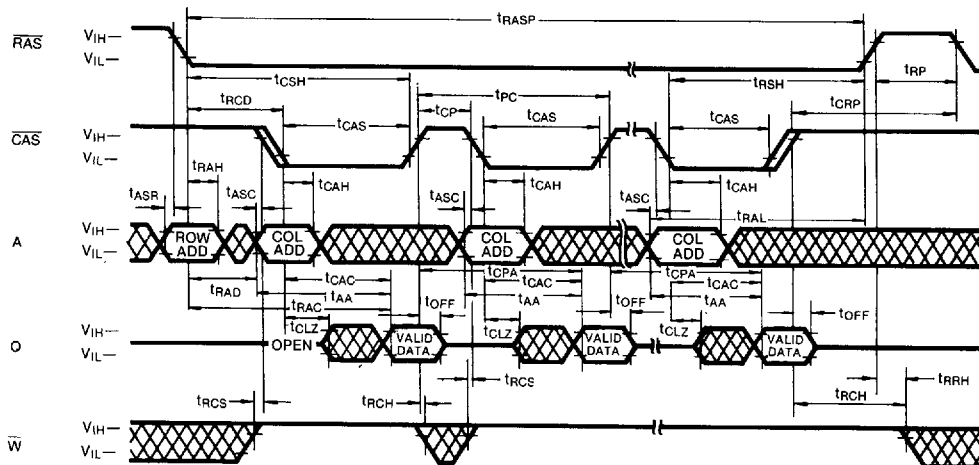 tRASP
RAS
VIH
VIL
tRP
tCSH
tRSH
tPC
tCRP
tRCD
tCP
tCAS
tCAS
tCAS
CAS
VIH
VIL
tRAH
tCAH
tCAH
tCAH
tASR
tASC
tASC
tASC
tRAL
A
VIH
VIL
ROW ADD
COL ADD
COL ADD
COL ADD
tRAD
tCAC
tCPA
tCPA
tAA
tCAC
tCAC
tRAC
tAA
tAA
tCLZ
tOFF
tCLZ
tOFF
tCLZ
tOFF
Q
VIH
VIL
OPEN
VALID DATA
VALID DATA
VALID DATA
tRCS
tRCH
tRCS
tRCH
tRRH
W
VIH
VIL